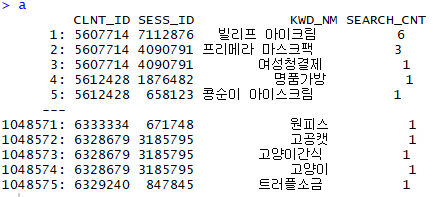 > a
CLNT_ID SESS_ID KWD_NM SEARCH_CNT
1: 5607714 7112876 빌리프 아이크림 6
2: 5607714 4090791 프리메라 마스크팩 3
3: 5607714 4090791 여성청결제 1
4: 5612428 1876482 명품가방 1
5: 5612428 658123 콩순이 아이스크림 1
---
1048571: 6333334 671748 원피스 1
1048572: 6328679 3185795 고공캣 1
1048573: 6328679 3185795 고양이간식 1
1048574: 6328679 3185795 고양이 1
1048575: 6329240 847845 트러플소금 1